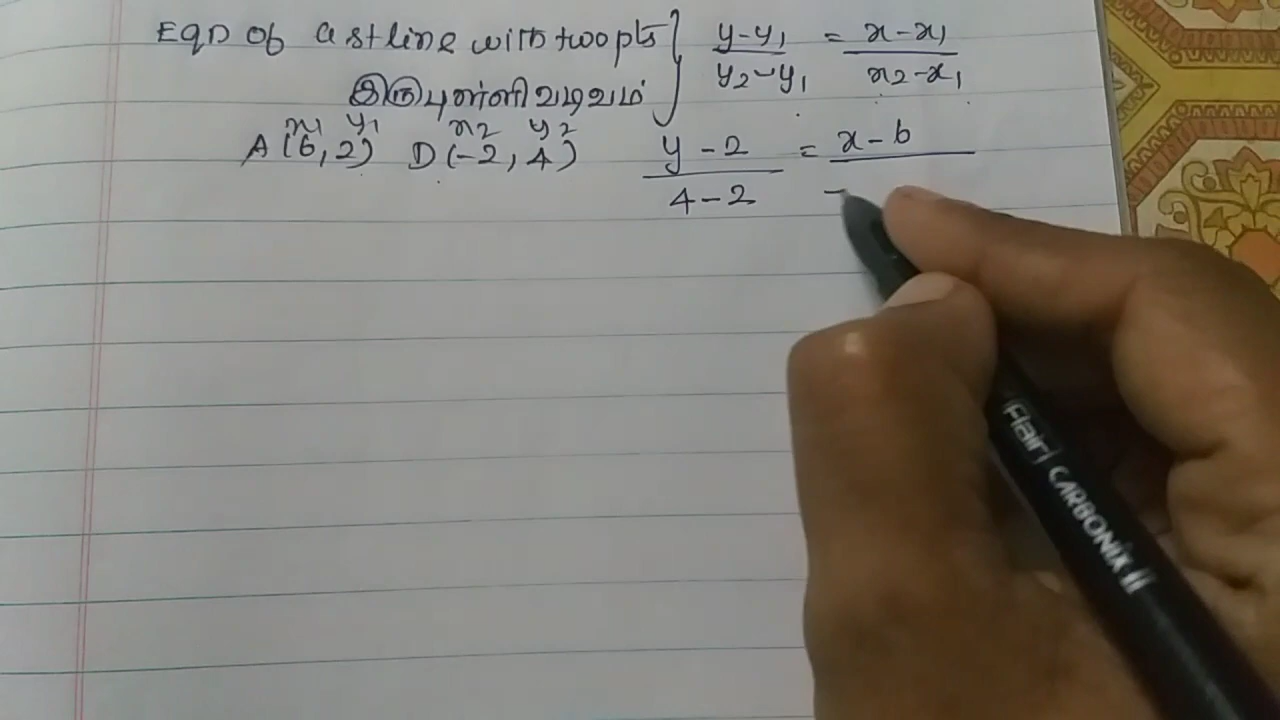 Eqn of a st line with two pts } y-y₁/y₂-y₁ = x-x₁/x₂-x₁
இருபுள்ளி வடிவம்
x₁ y₁ x₂ y₂
A(6,2) D(-2,4) y-2/4-2 = x-6/-
Flair CARBONIX